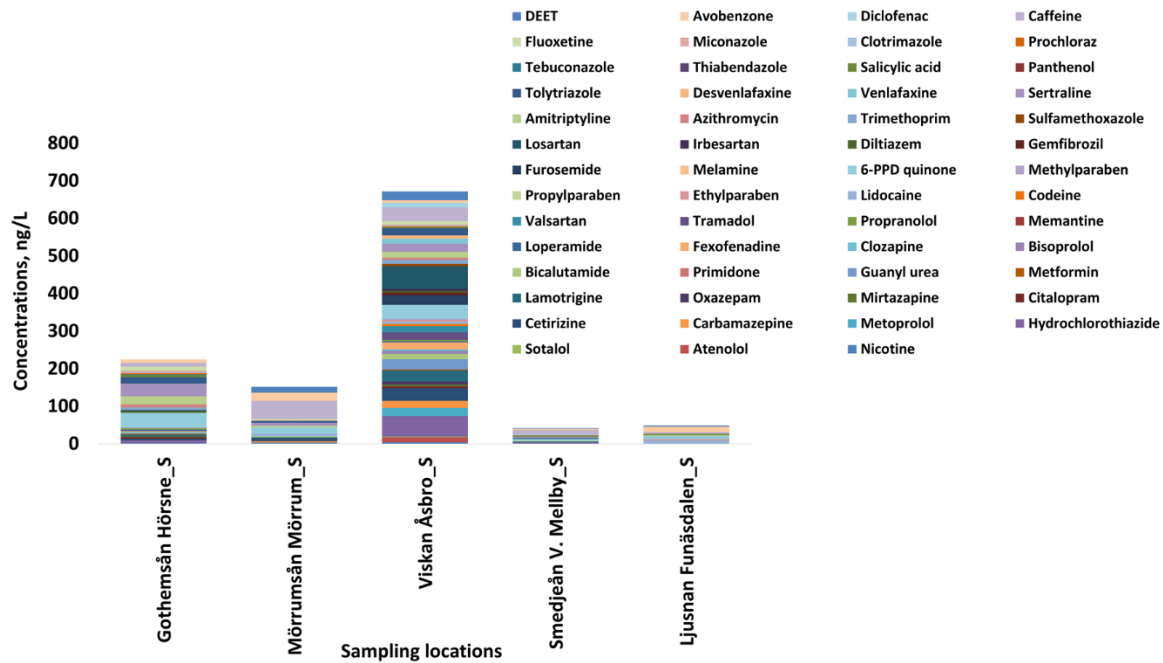 DEET Avobenzone Diclofenac Caffeine
Fluoxetine Miconazole Clotrimazole Prochloraz
Tebuconazole Thiabendazole Salicylic acid Panthenol
Tolytriazole Desvenlafaxine Venlafaxine Sertraline
Amitriptyline Azithromycin Trimethoprim Sulfamethoxazole
Losartan Irbesartan Diltiazem Gemfibrozil
Furosemide Melamine 6-PPD quinone Methylparaben
Propylparaben Ethylparaben Lidocaine Codeine
Valsartan Tramadol Propranolol Memantine
Loperamide Fexofenadine Clozapine Bisoprolol
Bicalutamide Primidone Guanyl urea Metformin
Lamotrigine Oxazepam Mirtazapine Citalopram
Cetirizine Carbamazepine Metoprolol Hydrochlorothiazide
Sotalol Atenolol Nicotine
Concentrations, ng/L
800
700
600
500
400
300
200
100
0
Gothemsån Hörsne_S
Mörrumsån Mörrum_S
Viskan Åsbro_S
Smedjeån V. Mellby_S
Ljusnan Funäsdalen_S
Sampling locations